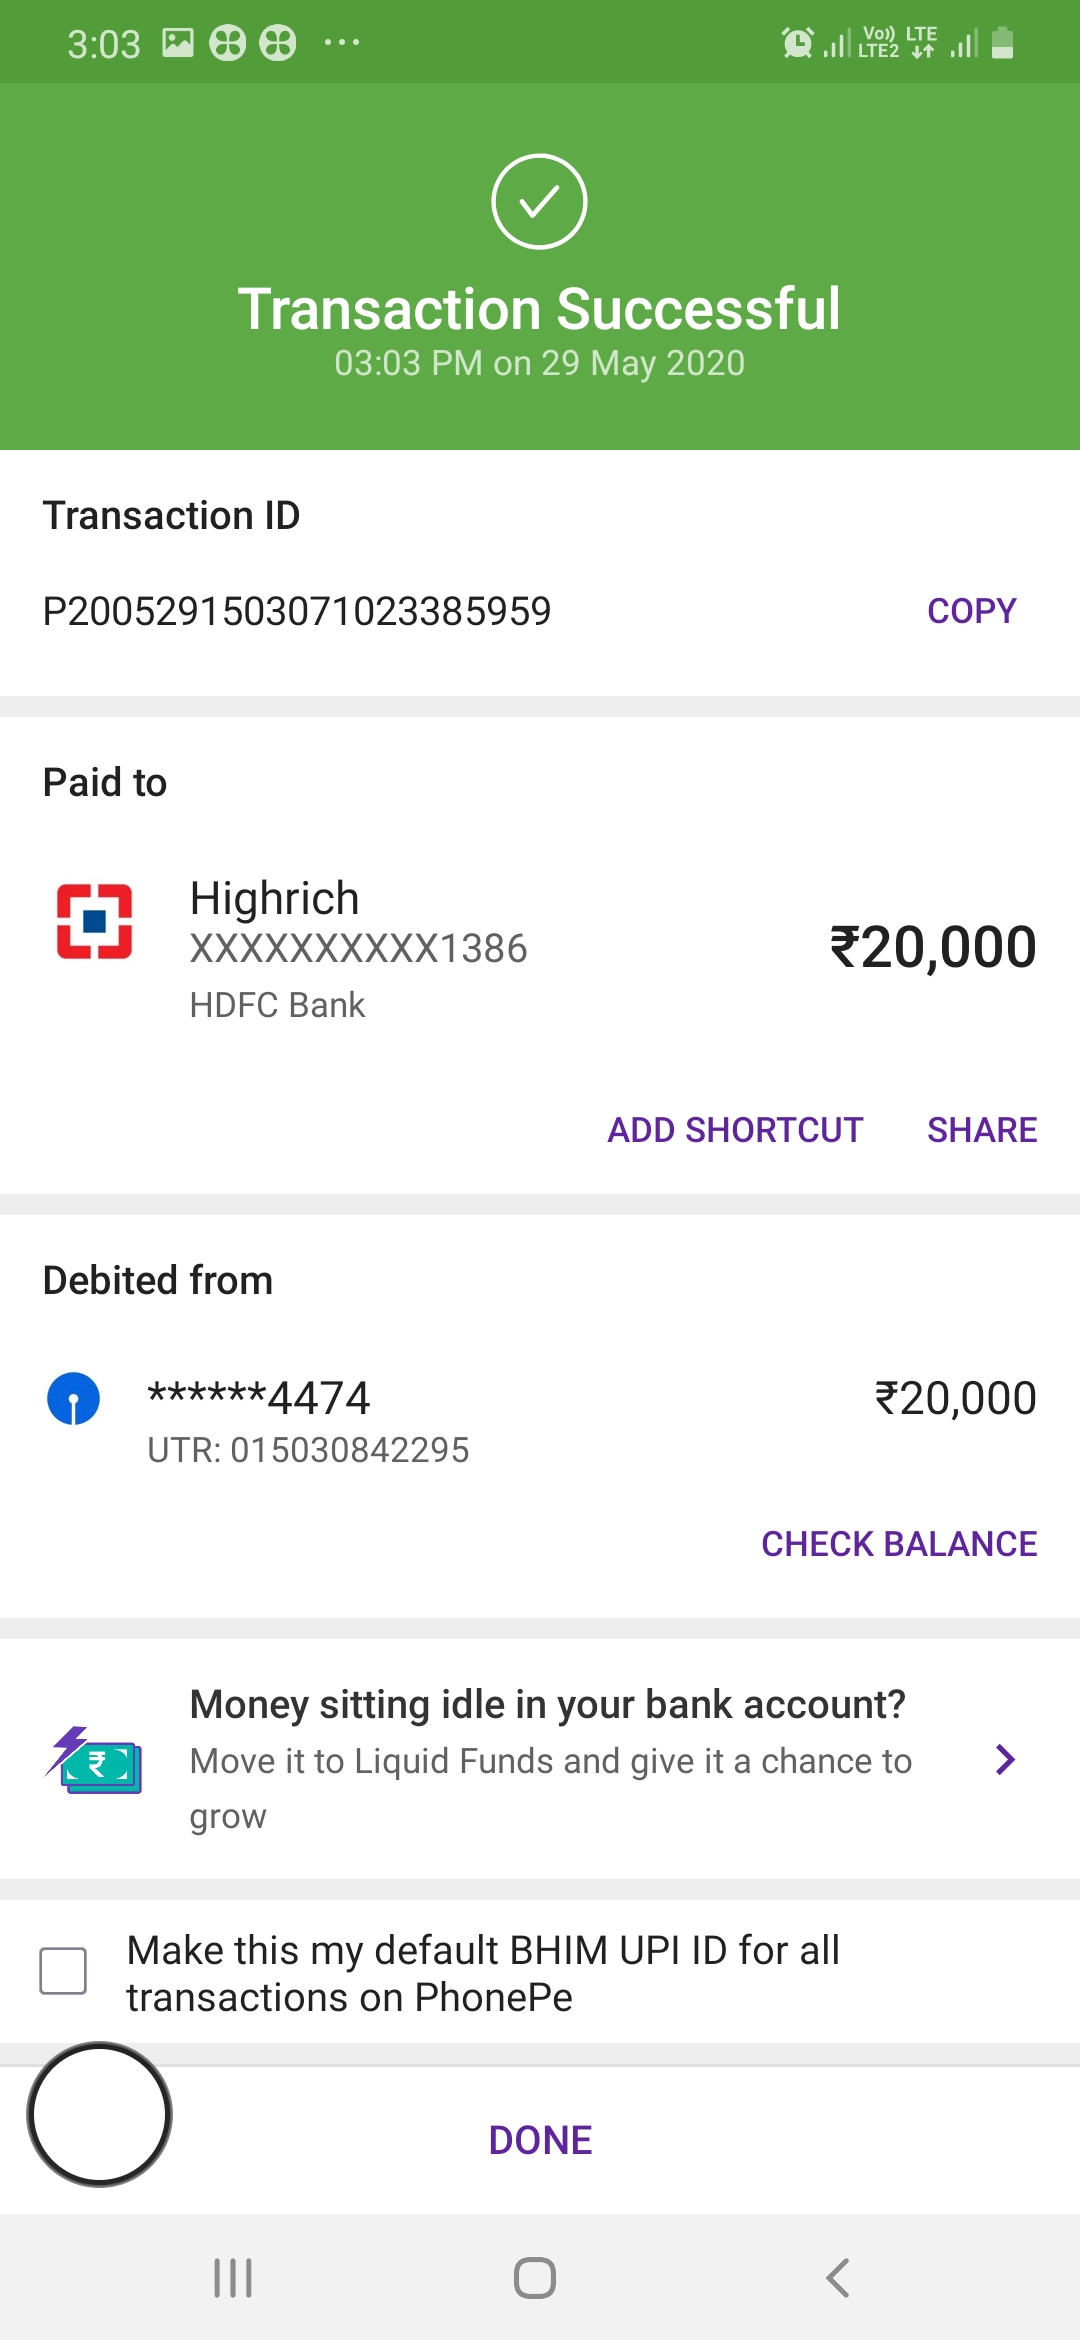 3:03
Vo)) LTE
LTE2
Transaction Successful
03:03 PM on 29 May 2020
Transaction ID
P2005291503071023385959
COPY
Paid to
Highrich
XXXXXXXXXX1386
₹20,000
HDFC Bank
ADD SHORTCUT
SHARE
Debited from
******4474
₹20,000
UTR: 015030842295
CHECK BALANCE
Money sitting idle in your bank account?
Move it to Liquid Funds and give it a chance to
grow
₹
Make this my default BHIM UPI ID for all
transactions on PhonePe
DONE